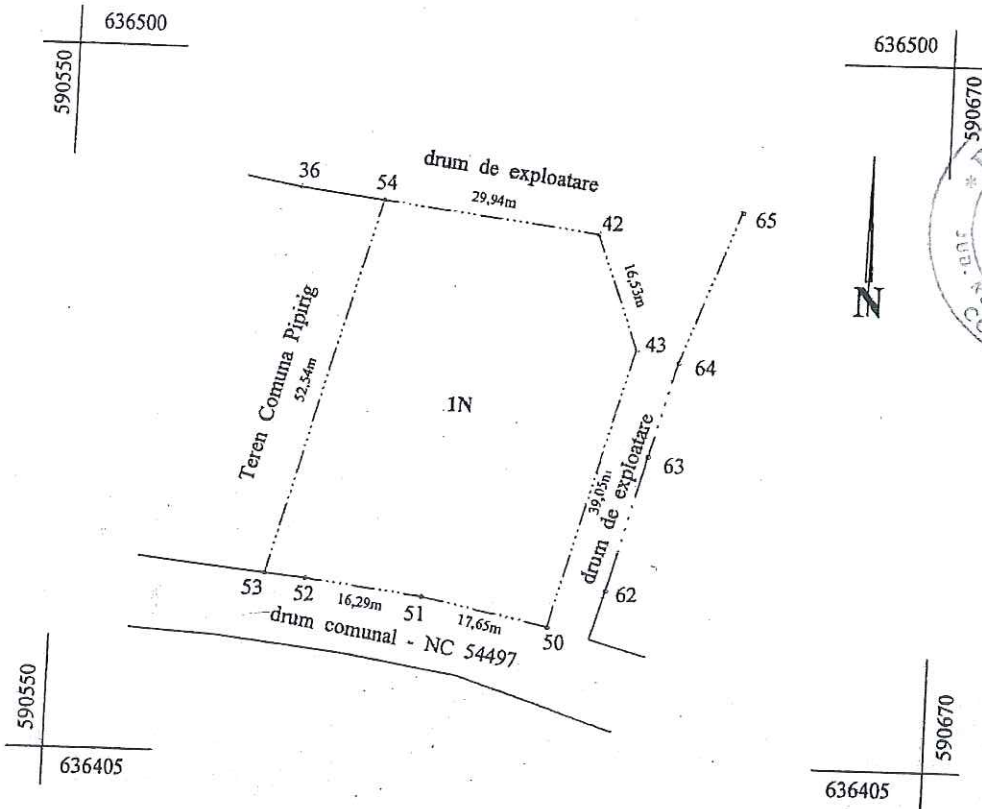 636500
590550
636500
590670
drum de exploatare
36
54
29,94m
42
65
16,53m
N
43
64
Teren Comuna Pipirig
52,54m
1N
63
39,05m
drum de exploatare
62
53
52
16,29m
51
17,65m
50
drum comunal - NC 54497
590550
636405
590670
636405